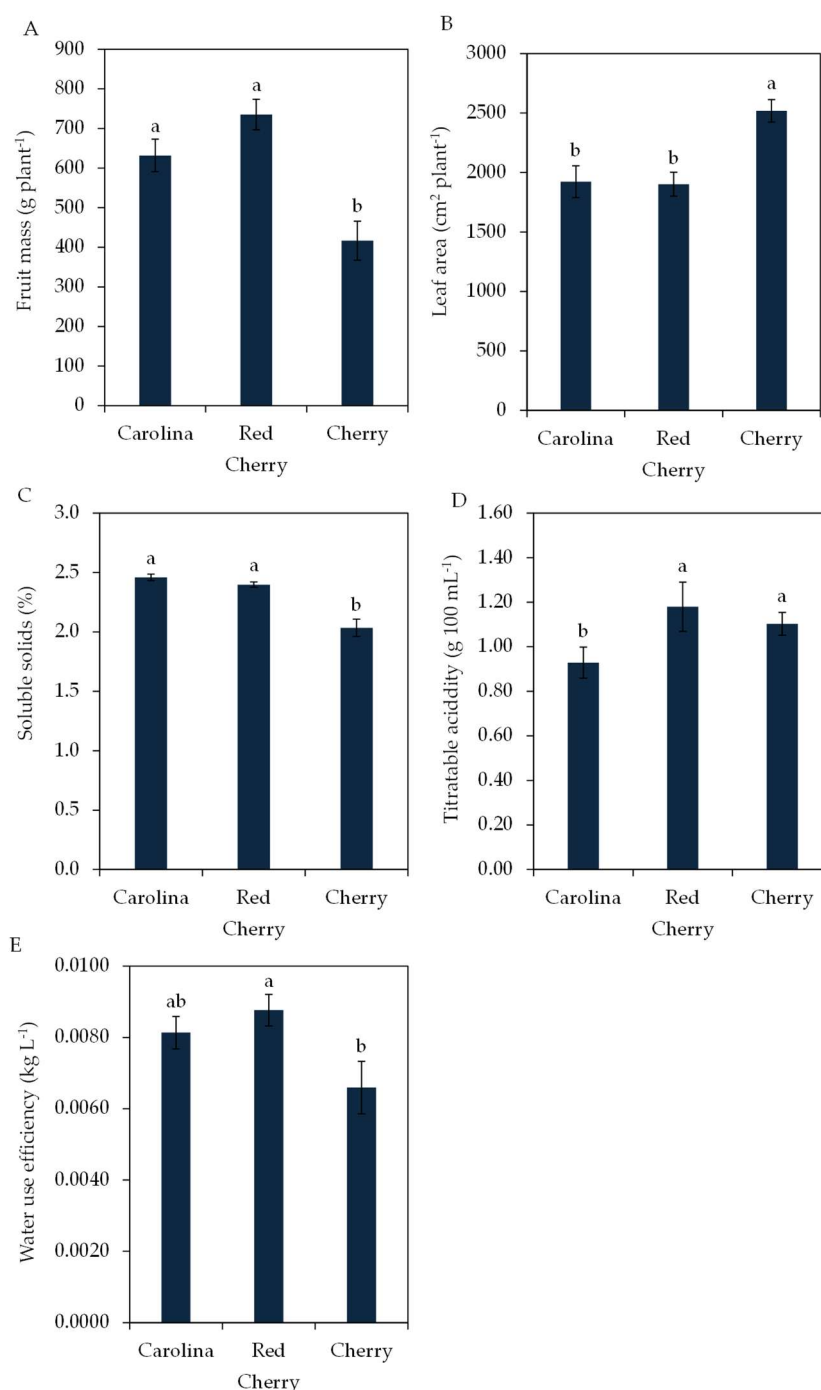 A
900
800
700
600
500
400
300
200
100
0
Fruit mass (g plant⁻¹)
a
a
b
Carolina
Red
Cherry
Cherry
B
3000
2500
2000
1500
1000
500
0
Leaf area (cm² plant⁻¹)
b
b
a
Carolina
Red
Cherry
Cherry
C
3.0
2.5
2.0
1.5
1.0
0.5
0.0
Soluble solids (%)
a
a
b
Carolina
Red
Cherry
Cherry
D
1.60
1.40
1.20
1.00
0.80
0.60
0.40
0.20
0.00
Titratable aciddity (g 100 mL⁻¹)
b
a
a
Carolina
Red
Cherry
Cherry
E
0.0100
0.0080
0.0060
0.0040
0.0020
0.0000
Water use efficiency (kg L⁻¹)
ab
a
b
Carolina
Red
Cherry
Cherry